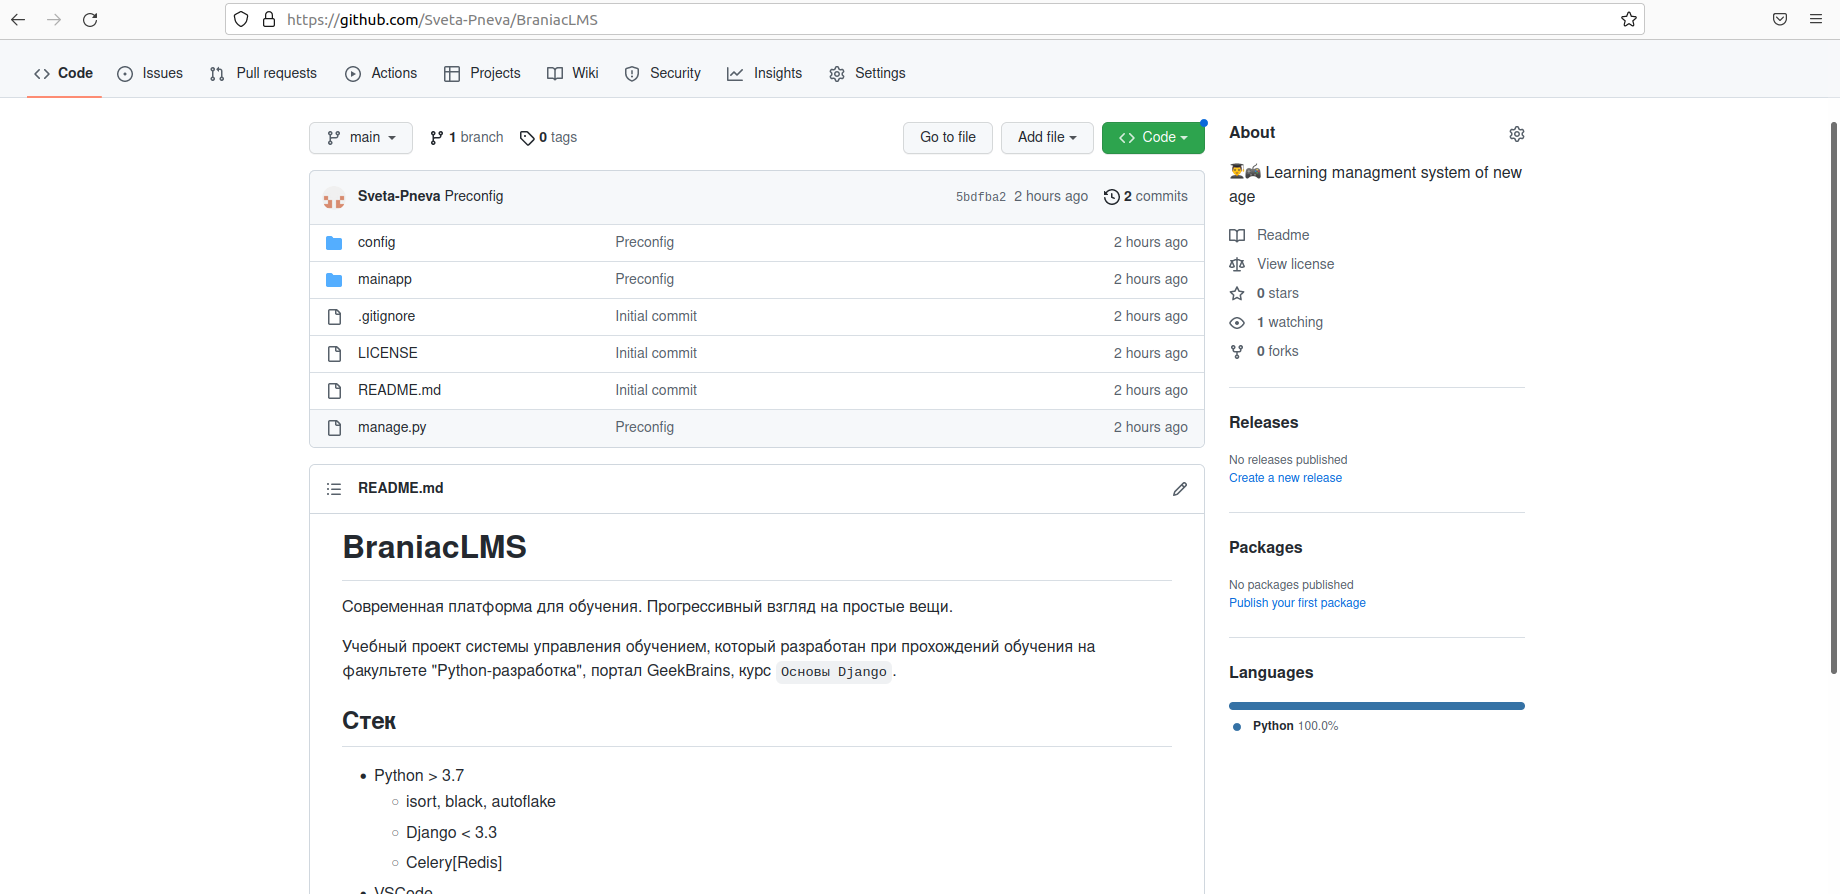 https://github.com/Sveta-Pneva/BraniacLMS
Code Issues Pull requests Actions Projects Wiki Security Insights Settings
main 1 branch 0 tags Go to file Add file Code
Sveta-Pneva Preconfig 5bdfba2 2 hours ago 2 commits
config Preconfig 2 hours ago
mainapp Preconfig 2 hours ago
.gitignore Initial commit 2 hours ago
LICENSE Initial commit 2 hours ago
README.md Initial commit 2 hours ago
manage.py Preconfig 2 hours ago
README.md
BraniacLMS
Современная платформа для обучения. Прогрессивный взгляд на простые вещи.
Учебный проект системы управления обучением, который разработан при прохождений обучения на
факультете "Python-разработка", портал GeekBrains, курс Основы Django.
Стек
Python > 3.7
isort, black, autoflake
Django < 3.3
Celery[Redis]
VSCode
About
Learning managment system of new
age
Readme
View license
0 stars
1 watching
0 forks
Releases
No releases published
Create a new release
Packages
No packages published
Publish your first package
Languages
Python 100.0%